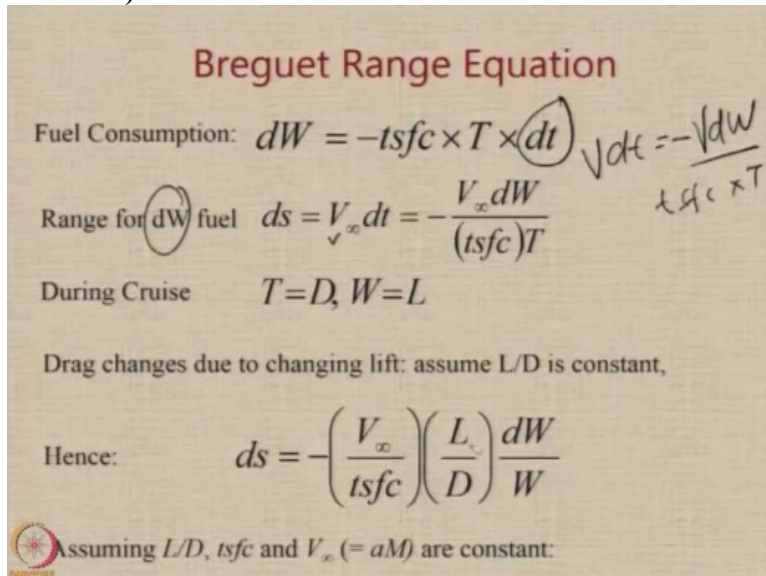 Breguet Range Equation
Fuel Consumption: dW = -tsfc × T × dt Vdt = -VdW / tsfc × T
Range for dW fuel ds = V∞dt = - V∞dW / (tsfc)T
During Cruise T=D, W=L
Drag changes due to changing lift: assume L/D is constant,
Hence: ds = -(V∞ / tsfc)(L / D) dW / W
Assuming L/D, tsfc and V∞ (= aM) are constant: